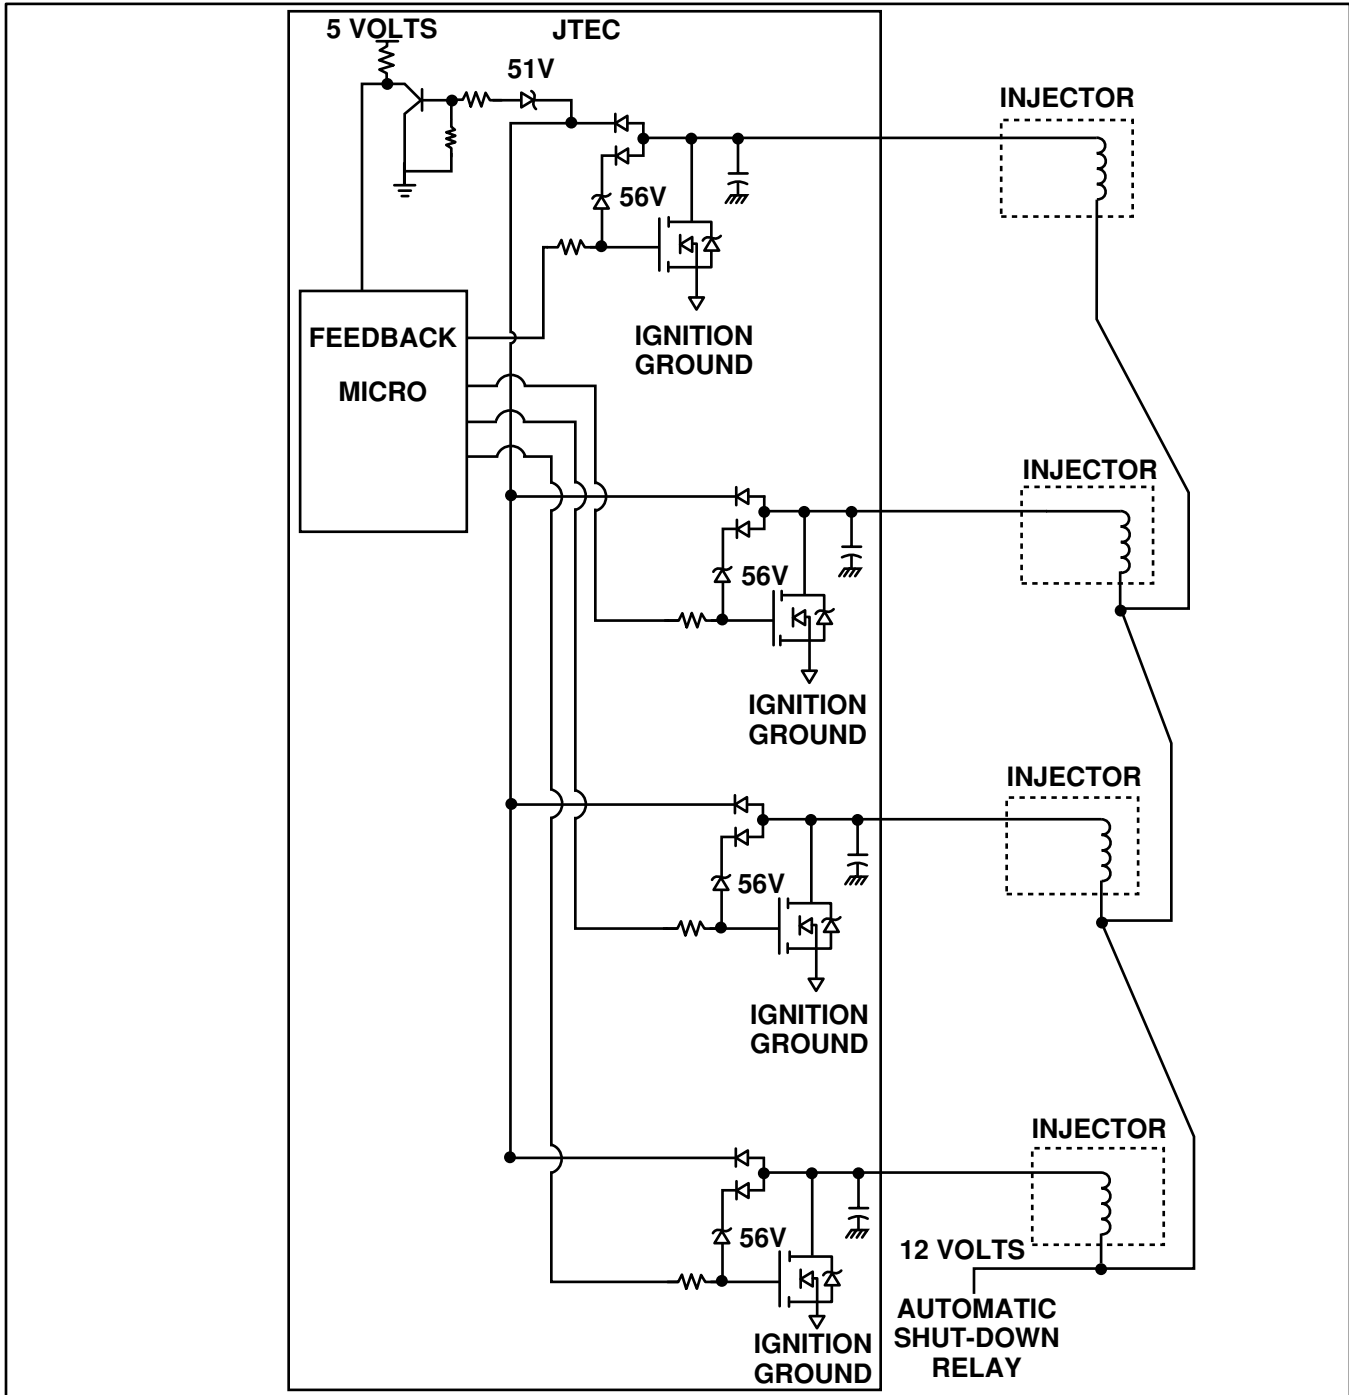 5 VOLTS
JTEC
51V
INJECTOR
56V
IGNITION
GROUND
FEEDBACK
MICRO
INJECTOR
56V
IGNITION
GROUND
INJECTOR
56V
IGNITION
GROUND
INJECTOR
56V
12 VOLTS
AUTOMATIC
SHUT-DOWN
RELAY
IGNITION
GROUND